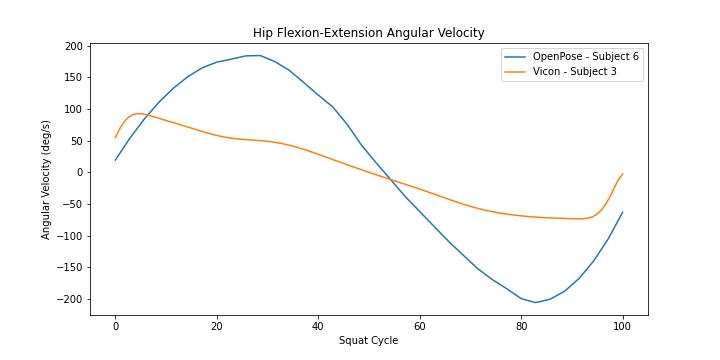 Hip Flexion-Extension Angular Velocity
OpenPose - Subject 6
Vicon - Subject 3
Angular Velocity (deg/s)
200
150
100
50
0
−50
−100
−150
−200
0 20 40 60 80 100
Squat Cycle